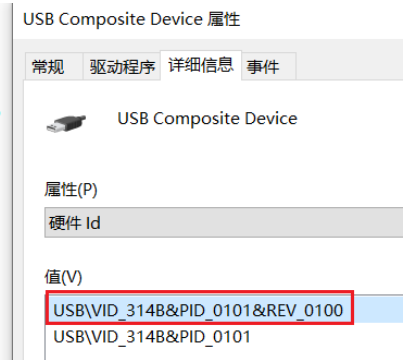 USB Composite Device 属性
常规 驱动程序 详细信息 事件
USB Composite Device
属性(P)
硬件 Id
值(V)
USB\VID_314B&PID_0101&REV_0100
USB\VID_314B&PID_0101